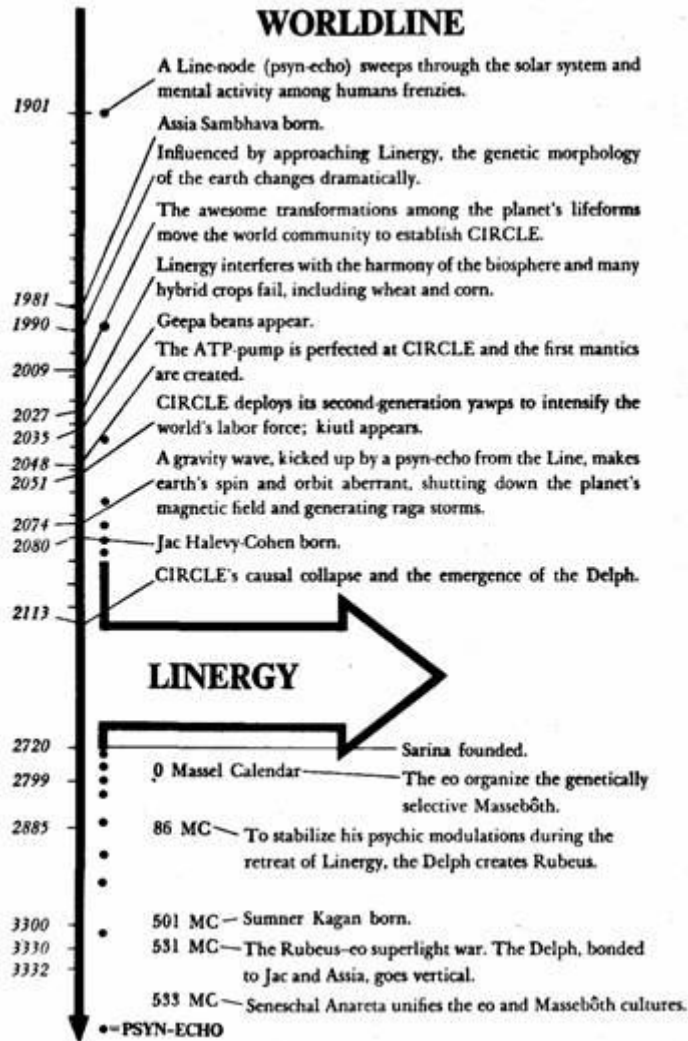 WORLDLINE
A Line-node (psyn-echo) sweeps through the solar system and
mental activity among humans frenzies.
1901
Assia Sambhava born.
Influenced by approaching Linergy, the genetic morphology
of the earth changes dramatically.
The awesome transformations among the planet's lifeforms
move the world community to establish CIRCLE.
Linergy interferes with the harmony of the biosphere and many
hybrid crops fail, including wheat and corn.
1981
1990
Geepa beans appear.
The ATP-pump is perfected at CIRCLE and the first mantics
are created.
2009
CIRCLE deploys its second-generation yawps to intensify the
world's labor force; kiutl appears.
2027
2035
A gravity wave, kicked up by a psyn-echo from the Line, makes
earth's spin and orbit aberrant, shutting down the planet's
magnetic field and generating raga storms.
2048
2051
2074
2080
Jac Halevy-Cohen born.
CIRCLE's causal collapse and the emergence of the Delph.
2113
LINERGY
2720
Sarina founded.
0 Massel Calendar
2799
The eo organize the genetically
selective Massebôth.
2885
86 MC
To stabilize his psychic modulations during the
retreat of Linergy, the Delph creates Rubeus.
3300
501 MC
Sumner Kagan born.
3330
531 MC
The Rubeus–eo superlight war. The Delph, bonded
to Jac and Assia, goes vertical.
3332
533 MC
Seneschal Anareta unifies the eo and Massebôth cultures.
•=PSYN-ECHO